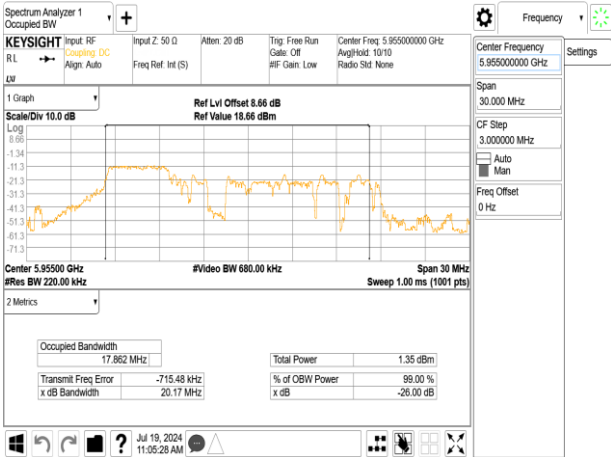 Spectrum Analyzer 1
Occupied BW
Frequency
KEYSIGHT
RL
LXI
Input: RF
Coupling: DC
Align: Auto
Input Z: 50 Ω
Freq Ref: Int (S)
Atten: 20 dB
Trig: Free Run
Gate: Off
#IF Gain: Low
Center Freq: 5.955000000 GHz
Avg|Hold: 10/10
Radio Std: None
Center Frequency
5.955000000 GHz
Settings
Span
30.000 MHz
CF Step
3.000000 MHz
Auto
Man
Freq Offset
0 Hz
1 Graph
Scale/Div 10.0 dB
Ref Lvl Offset 8.66 dB
Ref Value 18.66 dBm
Log
8.66
-1.34
-11.3
-21.3
-31.3
-41.3
-51.3
-61.3
-71.3
Center 5.95500 GHz
#Res BW 220.00 kHz
#Video BW 680.00 kHz
Span 30 MHz
Sweep 1.00 ms (1001 pts)
2 Metrics
Occupied Bandwidth
17.862 MHz
Transmit Freq Error -715.48 kHz
x dB Bandwidth 20.17 MHz
Total Power 1.35 dBm
% of OBW Power 99.00 %
x dB -26.00 dB
?
Jul 19, 2024
11:05:28 AM